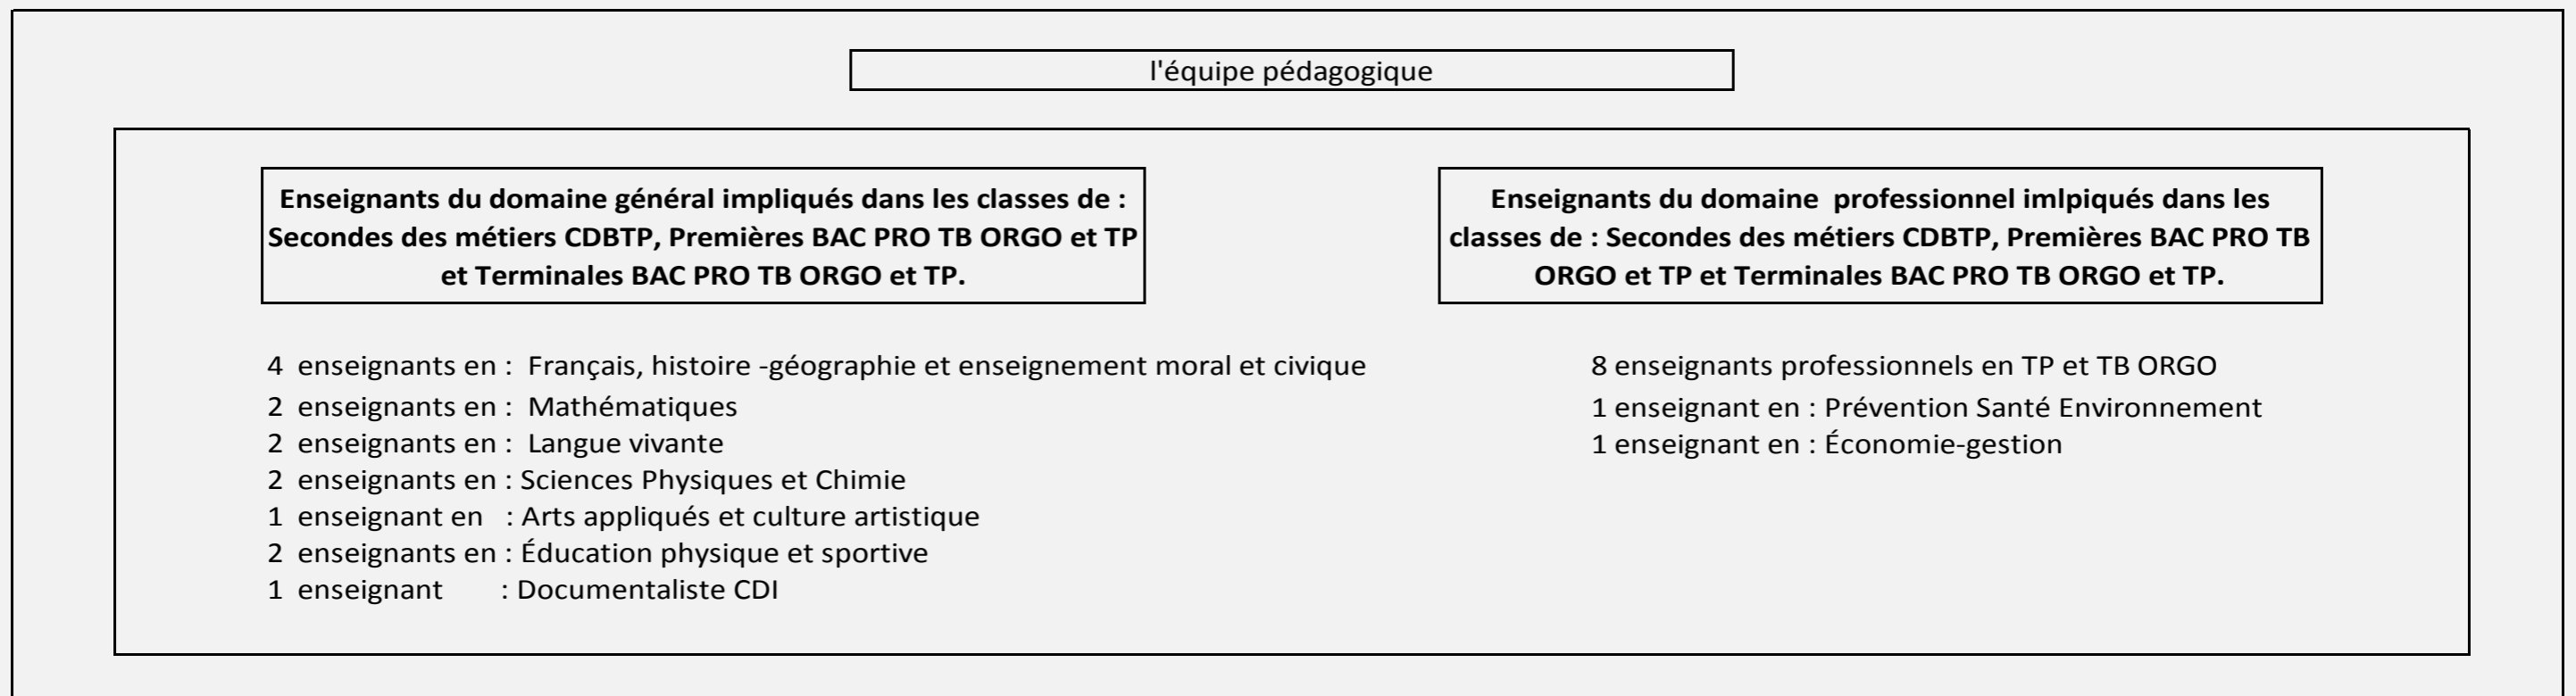 l'équipe pédagogique
Enseignants du domaine général impliqués dans les classes de :
Secondes des métiers CDBTP, Premières BAC PRO TB ORGO et TP
et Terminales BAC PRO TB ORGO et TP.
4 enseignants en : Français, histoire -géographie et enseignement moral et civique
2 enseignants en : Mathématiques
2 enseignants en : Langue vivante
2 enseignants en : Sciences Physiques et Chimie
1 enseignant en : Arts appliqués et culture artistique
2 enseignants en : Éducation physique et sportive
1 enseignant : Documentaliste CDI
Enseignants du domaine professionnel imlpiqués dans les
classes de : Secondes des métiers CDBTP, Premières BAC PRO TB
ORGO et TP et Terminales BAC PRO TB ORGO et TP.
8 enseignants professionnels en TP et TB ORGO
1 enseignant en : Prévention Santé Environnement
1 enseignant en : Économie-gestion